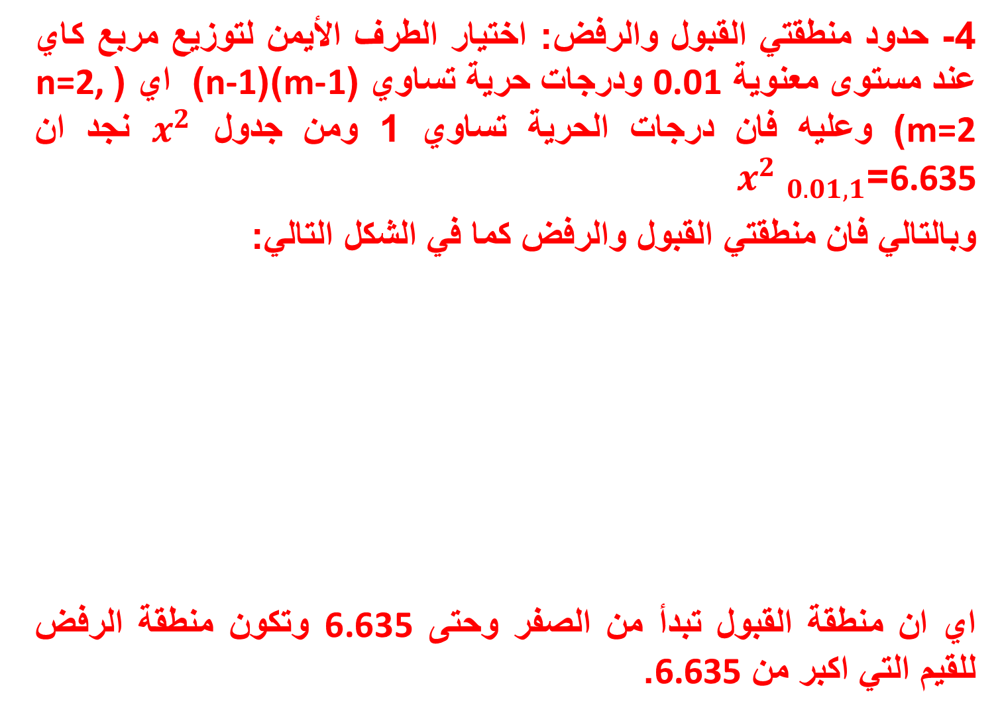 4- حدود منطقتي القبول والرفض: اختيار الطرف الأيمن لتوزيع مربع كاي
عند مستوى معنوية 0.01 ودرجات حرية تساوي (n-1)(m-1) اي ( n=2,
m=2) وعليه فان درجات الحرية تساوي 1 ومن جدول x² نجد ان
x² 0.01,1=6.635
وبالتالي فان منطقتي القبول والرفض كما في الشكل التالي:
اي ان منطقة القبول تبدأ من الصفر وحتى 6.635 وتكون منطقة الرفض
للقيم التي اكبر من 6.635.